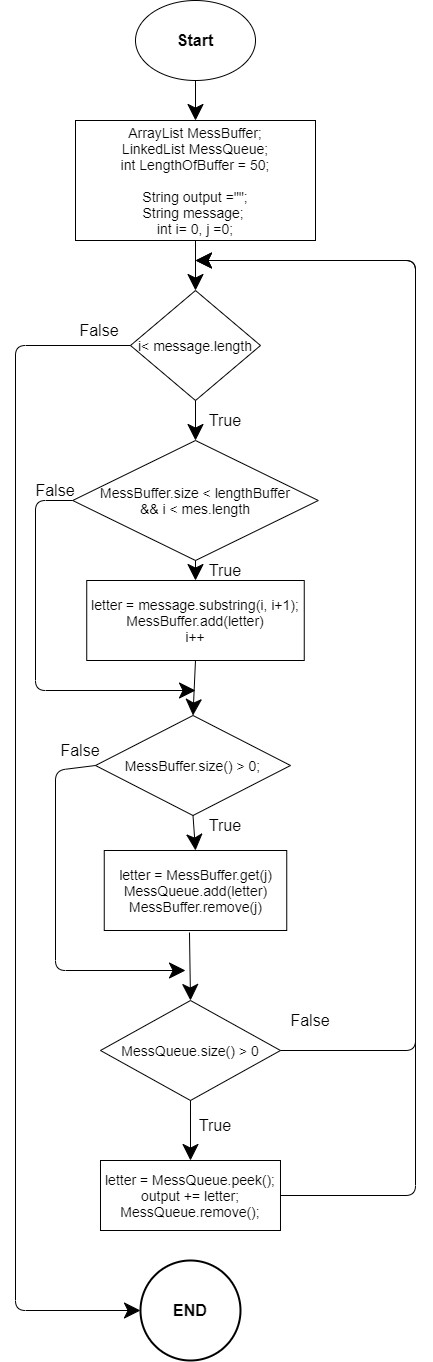 Start
ArrayList MessBuffer;
LinkedList MessQueue;
int LengthOfBuffer = 50;
String output ="";
String message;
int i= 0, j =0;
False
i< message.length
True
False
MessBuffer.size < lengthBuffer
&& i < mes.length
True
letter = message.substring(i, i+1);
MessBuffer.add(letter)
i++
False
MessBuffer.size() > 0;
True
letter = MessBuffer.get(j)
MessQueue.add(letter)
MessBuffer.remove(j)
False
MessQueue.size() > 0
True
letter = MessQueue.peek();
output += letter;
MessQueue.remove();
END